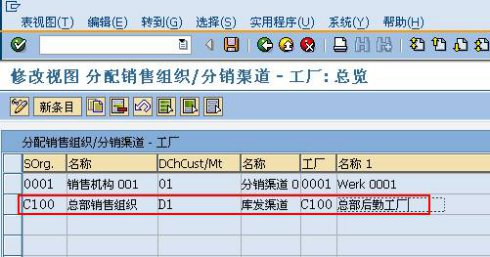 表视图(T) 编辑(E) 转到(G) 选择(S) 实用程序(U) 系统(Y) 帮助(H)
修改视图 分配销售组织/分销渠道 - 工厂: 总览
新条目
分配销售组织/分销渠道 - 工厂
SOrg. 名称 DChCust/Mt 名称 工厂 名称 1
0001 销售机构 001 01 分销渠道 0 0001 Werk 0001
C100 总部销售组织 D1 库发渠道 C100 总部后勤工厂